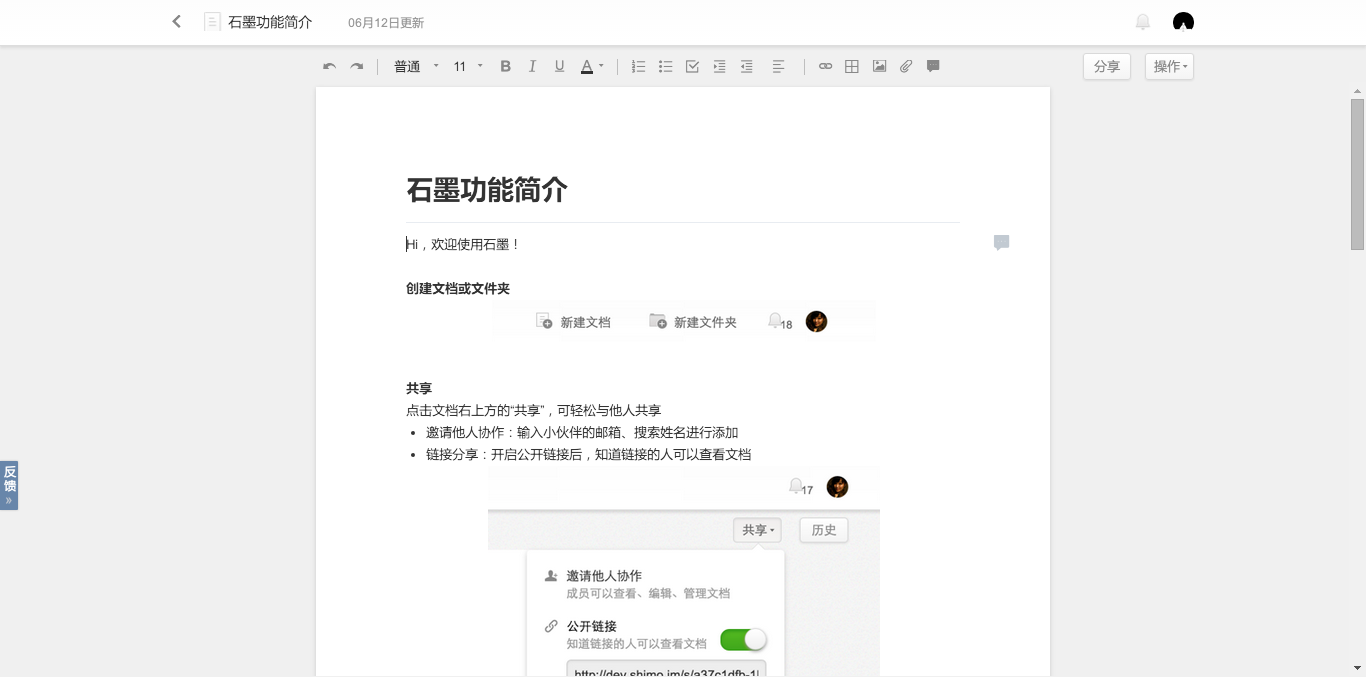 石墨功能简介 06月12日更新
普通 11 B I U A 分享 操作
石墨功能简介
Hi，欢迎使用石墨！
创建文档或文件夹
新建文档 新建文件夹 18
共享
点击文档右上方的“共享”，可轻松与他人共享
• 邀请他人协作：输入小伙伴的邮箱、搜索姓名进行添加
• 链接分享：开启公开链接后，知道链接的人可以查看文档
反馈 »
17
共享 历史
邀请他人协作
成员可以查看、编辑、管理文档
公开链接
知道链接的人可以查看文档
http://dev.shimo.im/s/a37c1dfb-1